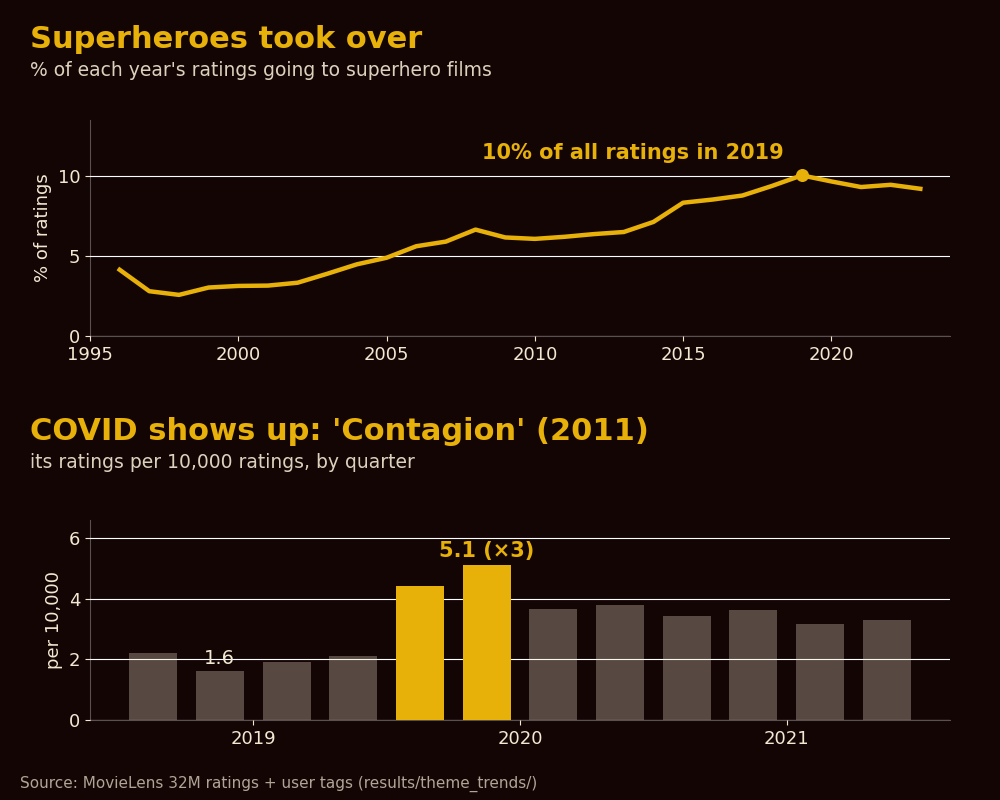 Superheroes took over
% of each year's ratings going to superhero films
10% of all ratings in 2019
% of ratings
10
5
0
1995 2000 2005 2010 2015 2020
COVID shows up: 'Contagion' (2011)
its ratings per 10,000 ratings, by quarter
per 10,000
6
5.1 (×3)
4
2
1.6
0
2019 2020 2021
Source: MovieLens 32M ratings + user tags (results/theme_trends/)